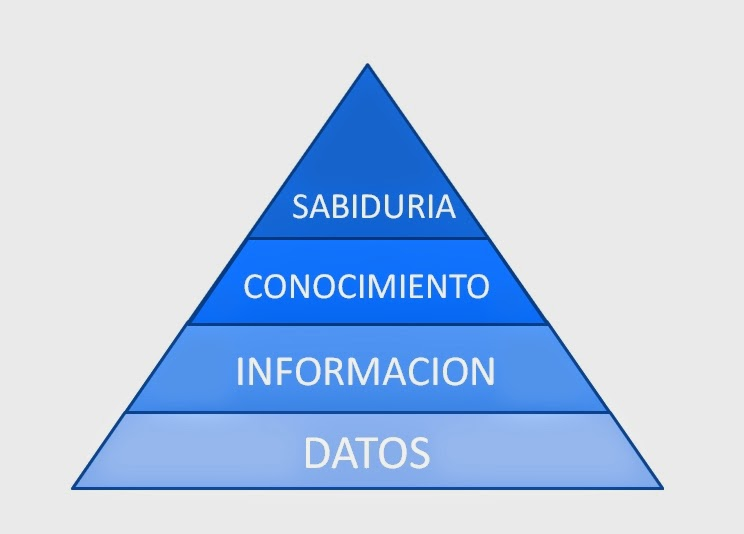 SABIDURIA
CONOCIMIENTO
INFORMACION
DATOS